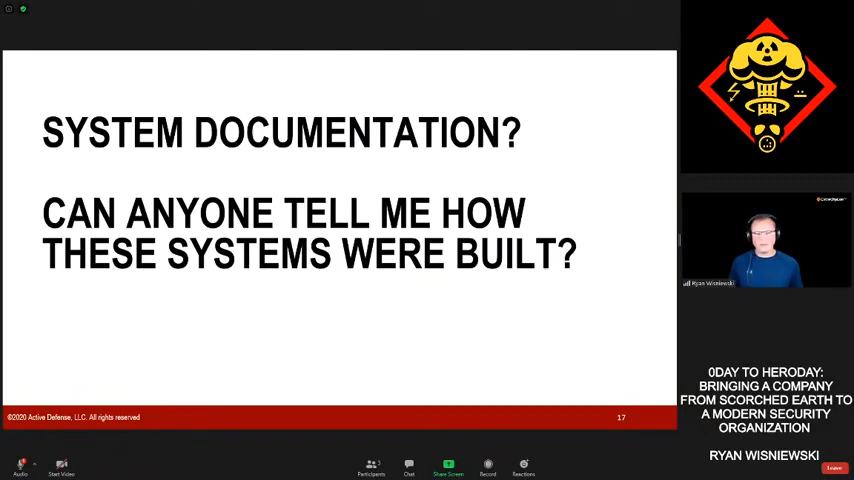 SYSTEM DOCUMENTATION?
CAN ANYONE TELL ME HOW
THESE SYSTEMS WERE BUILT?
©2020 Active Defense, LLC. All rights reserved
17
Ryan Wisniewski
0DAY TO HERODAY:
BRINGING A COMPANY
FROM SCORCHED EARTH TO
A MODERN SECURITY
ORGANIZATION
RYAN WISNIEWSKI
Audio
Start Video
Participants
3
Chat
Share Screen
Record
Reactions
Leave